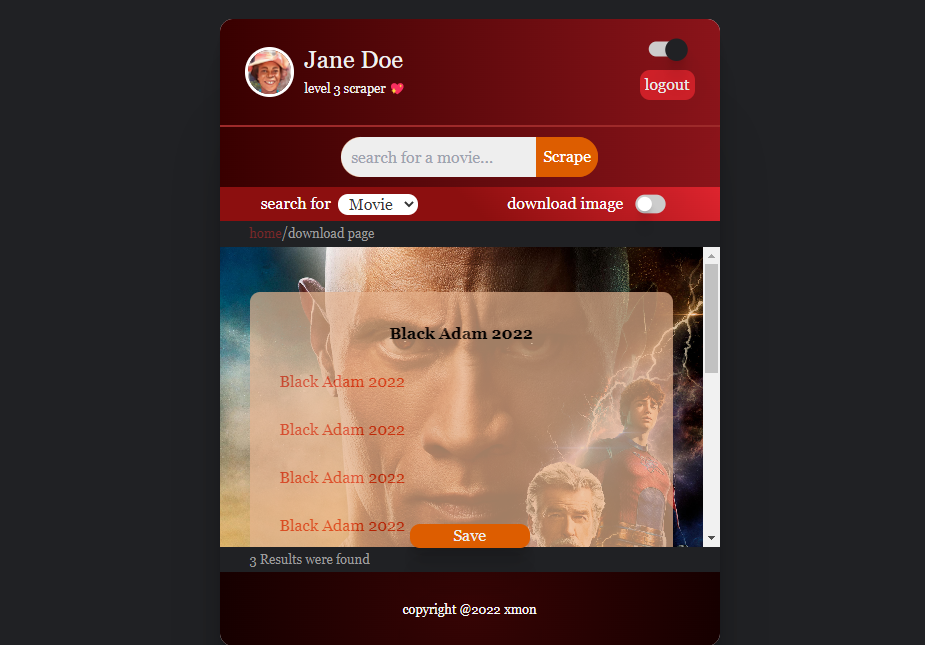 Jane Doe
level 3 scraper 💖
logout
search for a movie...
Scrape
search for
Movie
download image
home/download page
Black Adam 2022
Black Adam 2022
Black Adam 2022
Black Adam 2022
Black Adam 2022
Save
3 Results were found
copyright @2022 xmon